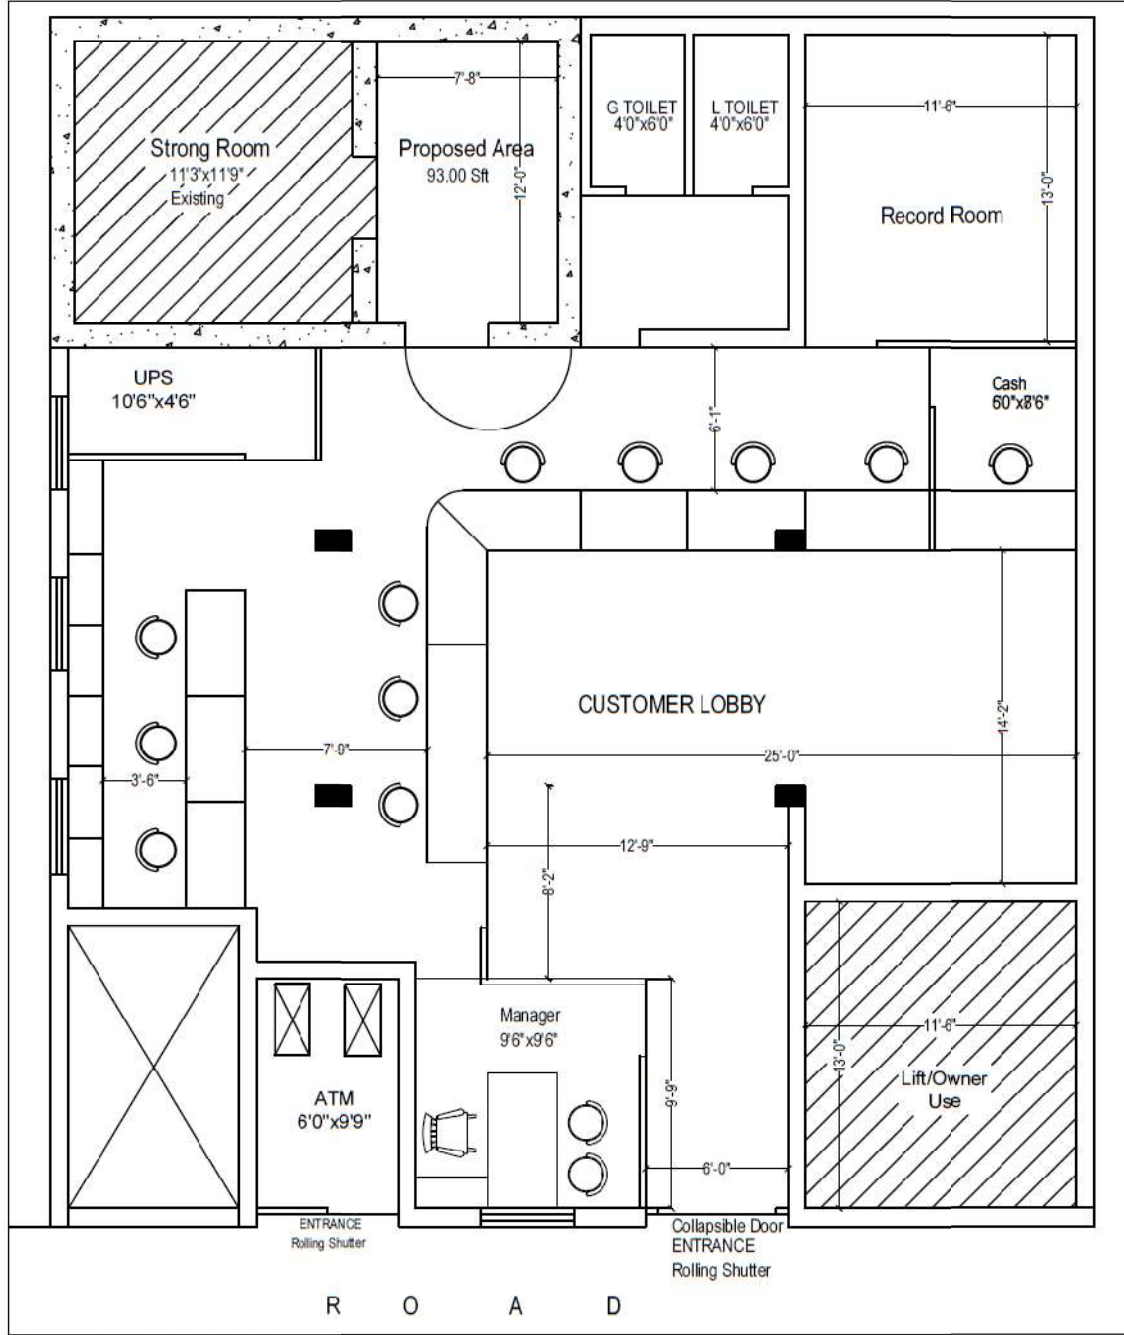 7'-8"
G TOILET
4'0"x6'0"
L TOILET
4'0"x6'0"
11'-6"
Strong Room
11'3'x11'9"
Existing
Proposed Area
93.00 Sft
12'-0"
13'-0"
Record Room
UPS
10'6"x4'6"
Cash
6'-1"
CUSTOMER LOBBY
14'-2"
7'-9"
25'-0"
3'-6"
12'-9"
8'-2"
Manager
9'6"x9'6"
11'-6"
13'-0"
Lift/Owner
Use
ATM
6'0"x9'9"
9'-9"
6'-0"
ENTRANCE
Rolling Shutter
Collapsible Door
ENTRANCE
Rolling Shutter
R O A D